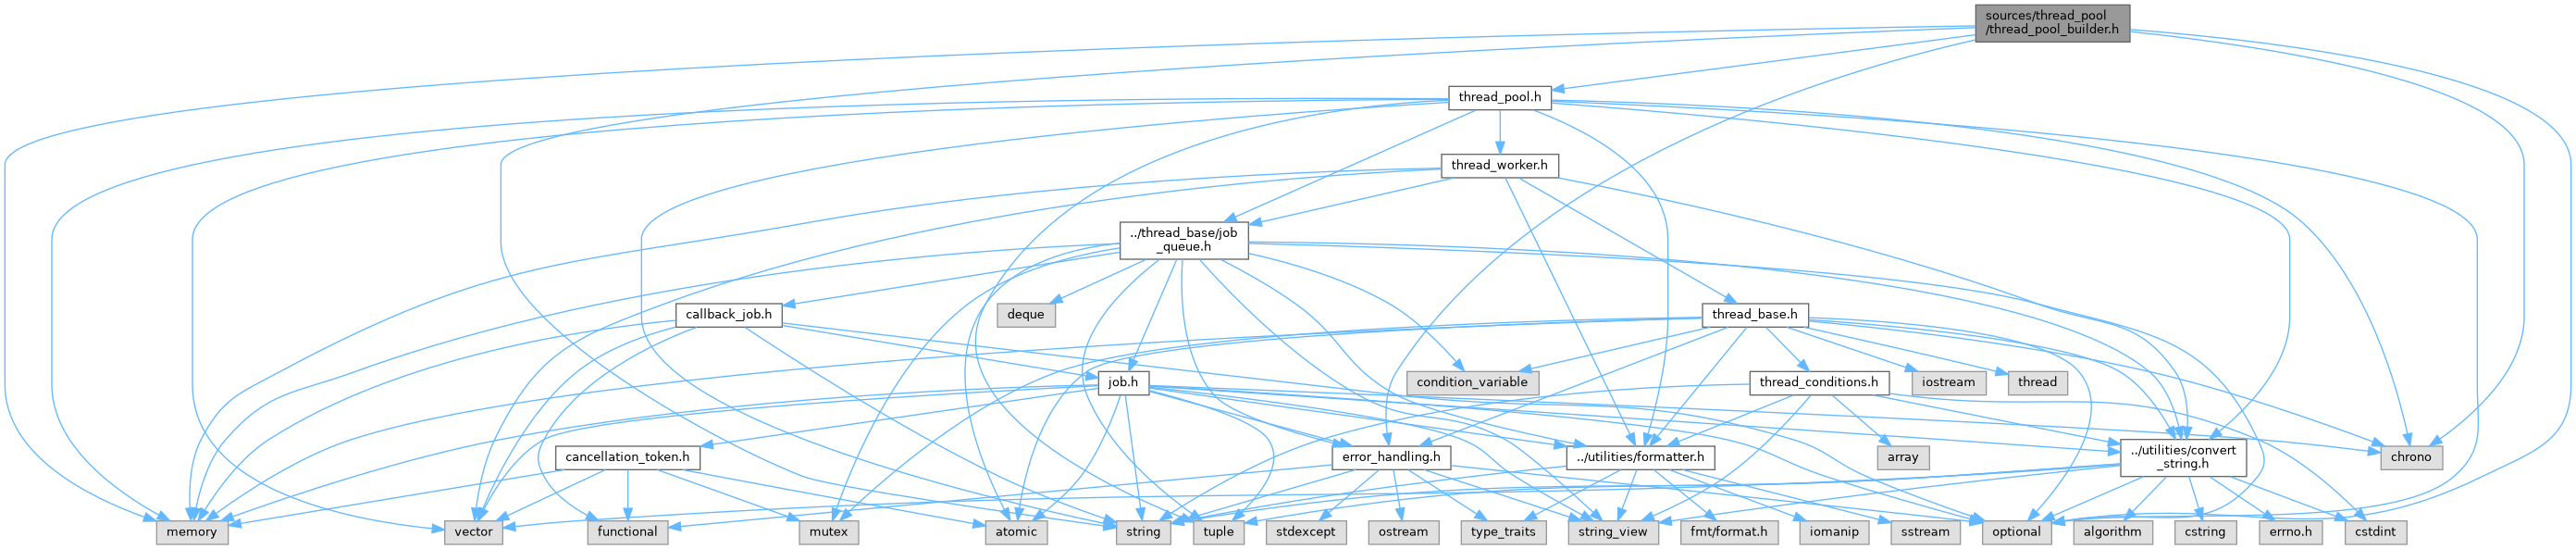 sources/thread_pool
/thread_pool_builder.h
thread_pool.h
thread_worker.h
../thread_base/job
_queue.h
callback_job.h
deque
thread_base.h
job.h
condition_variable
thread_conditions.h
iostream
thread
cancellation_token.h
error_handling.h
../utilities/formatter.h
array
../utilities/convert
_string.h
chrono
memory
vector
functional
mutex
atomic
string
tuple
stdexcept
ostream
type_traits
string_view
fmt/format.h
iomanip
sstream
optional
algorithm
cstring
errno.h
cstdint